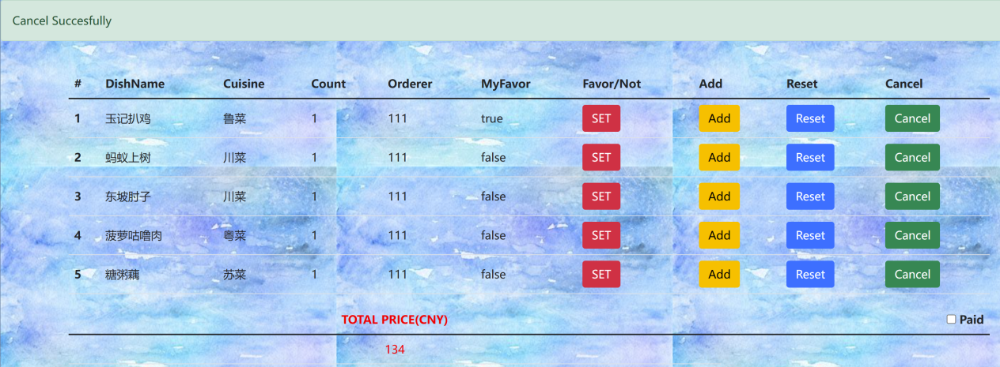 Cancel Succesfully
# DishName Cuisine Count Orderer MyFavor Favor/Not Add Reset Cancel
1 玉记扒鸡 鲁菜 1 111 true SET Add Reset Cancel
2 蚂蚁上树 川菜 1 111 false SET Add Reset Cancel
3 东坡肘子 川菜 1 111 false SET Add Reset Cancel
4 菠萝咕噜肉 粤菜 1 111 false SET Add Reset Cancel
5 糖粥藕 苏菜 1 111 false SET Add Reset Cancel
TOTAL PRICE(CNY) Paid
134